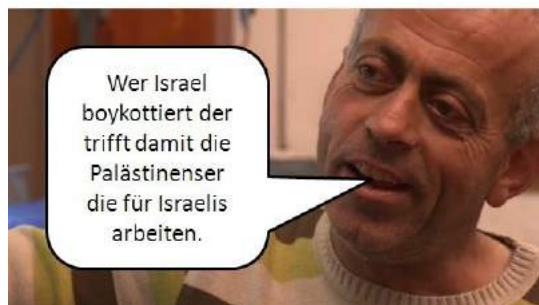 Wer Israel
boykottiert der
trifft damit die
Palästinenser
die für Israelis
arbeiten.